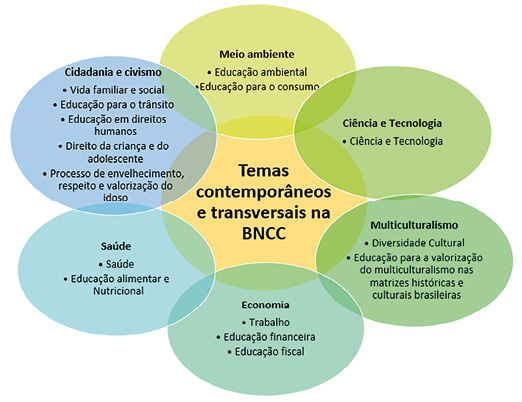 Meio ambiente
• Educação ambiental
•Educação para o consumo
Ciência e Tecnologia
• Ciência e Tecnologia
Multiculturalismo
• Diversidade Cultural
• Educação para a valorização
do multiculturalismo nas
matrizes históricas e
culturais brasileiras
Economia
• Trabalho
• Educação financeira
• Educação fiscal
Saúde
• Saúde
• Educação alimentar e
Nutricional
Cidadania e civismo
• Vida familiar e social
• Educação para o trânsito
• Educação em direitos
humanos
• Direito da criança e do
adolescente
• Processo de envelhecimento,
respeito e valorização do
idoso
Temas
contemporâneos
e transversais na
BNCC